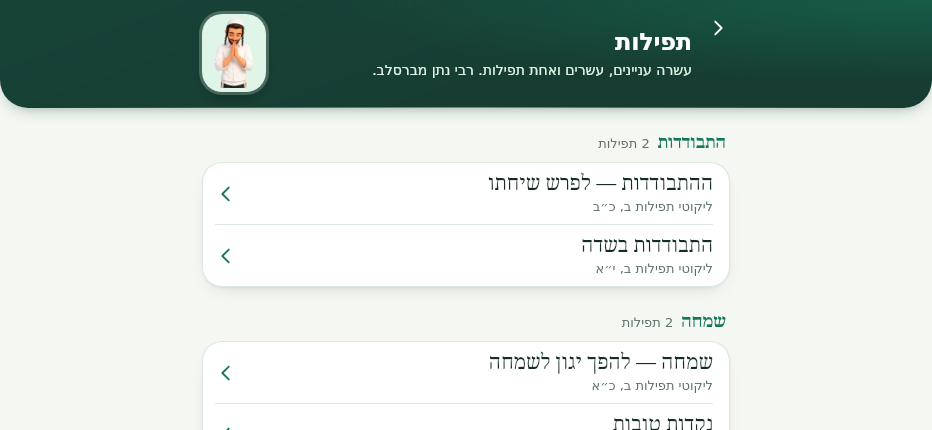 תפילות
עשרה עניינים, עשרים ואחת תפילות. רבי נתן מברסלב.
התבודדות 2 תפילות
ההתבודדות — לפרש שיחתו
ליקוטי תפילות ב, כ״ב
התבודדות בשדה
ליקוטי תפילות ב, י״א
שמחה 2 תפילות
שמחה — להפך יגון לשמחה
ליקוטי תפילות ב, כ״א
נקדות טובות